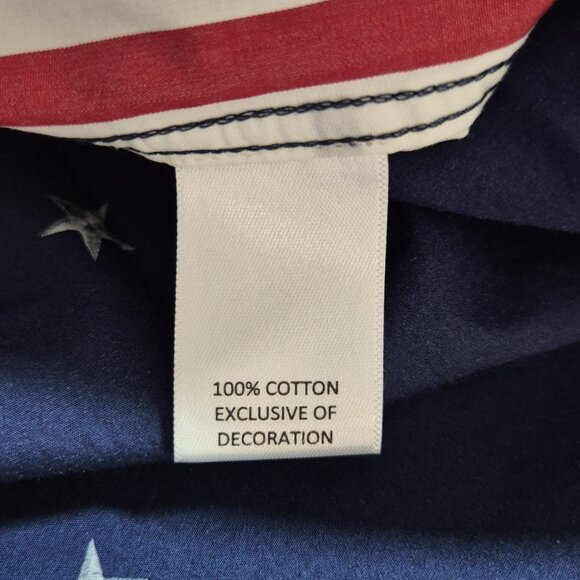 100% COTTON
EXCLUSIVE OF
DECORATION